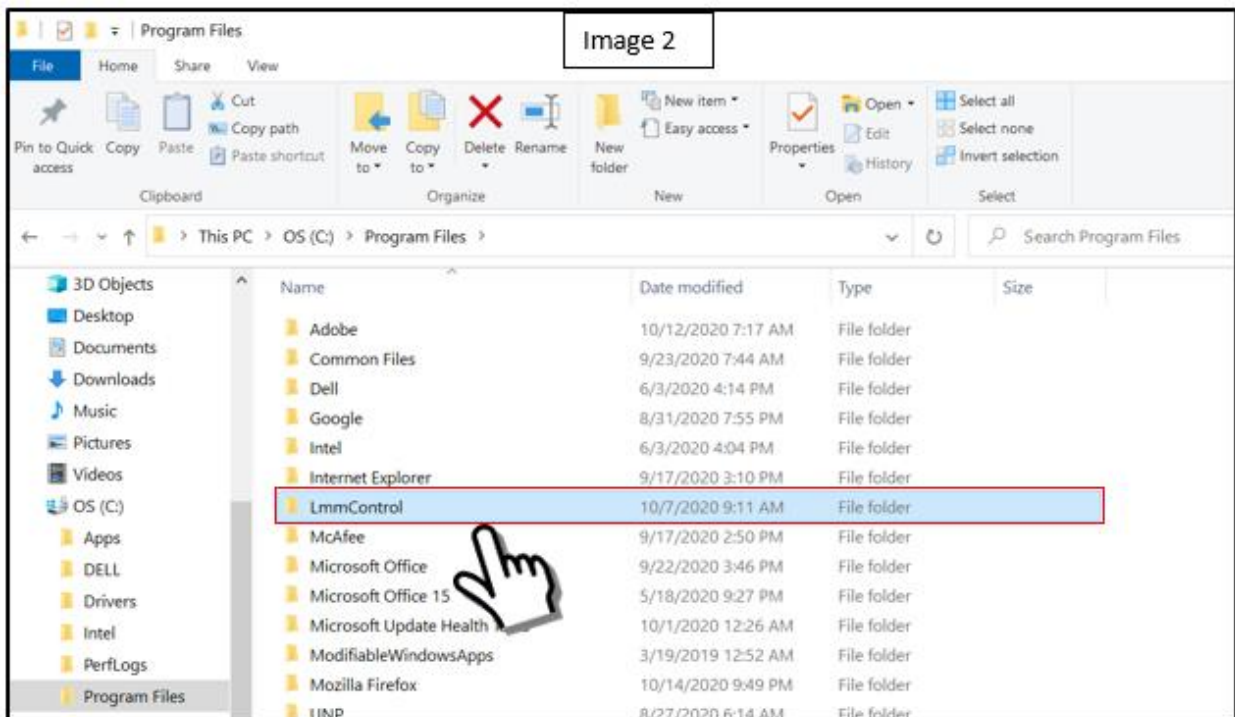 Program Files
Image 2
File Home Share View
Pin to Quick access
Copy
Paste
Cut
Copy path
Paste shortcut
Clipboard
Move to
Copy to
Delete
Rename
Organize
New folder
New item
Easy access
New
Properties
Open
Edit
History
Open
Select all
Select none
Invert selection
Select
This PC > OS (C:) > Program Files >
Search Program Files
3D Objects
Desktop
Documents
Downloads
Music
Pictures
Videos
OS (C:)
Apps
DELL
Drivers
Intel
PerfLogs
Program Files
Name Date modified Type Size
Adobe 10/12/2020 7:17 AM File folder
Common Files 9/23/2020 7:44 AM File folder
Dell 6/3/2020 4:14 PM File folder
Google 8/31/2020 7:55 PM File folder
Intel 6/3/2020 4:04 PM File folder
Internet Explorer 9/17/2020 3:10 PM File folder
LmmControl 10/7/2020 9:11 AM File folder
McAfee 9/17/2020 2:50 PM File folder
Microsoft Office 9/22/2020 3:46 PM File folder
Microsoft Office 15 5/18/2020 9:27 PM File folder
Microsoft Update Health 10/1/2020 12:26 AM File folder
ModifiableWindowsApps 3/19/2019 12:52 AM File folder
Mozilla Firefox 10/14/2020 9:49 PM File folder
UNP 8/27/2020 6:14 AM File folder